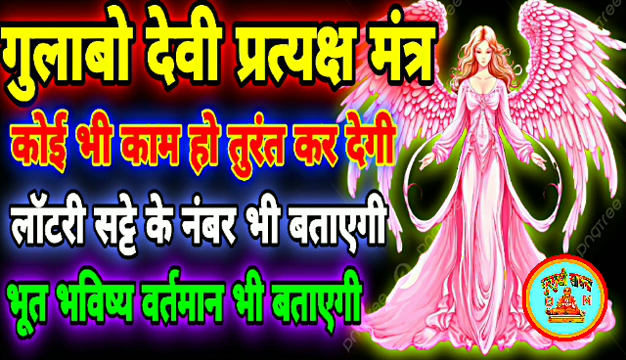 गुलाबो देवी प्रत्यक्ष मंत्र
कोई भी काम हो तुरंत कर देगी
लॉटरी सट्टे के नंबर भी बताएगी
भूत भविष्य वर्तमान भी बताएगी